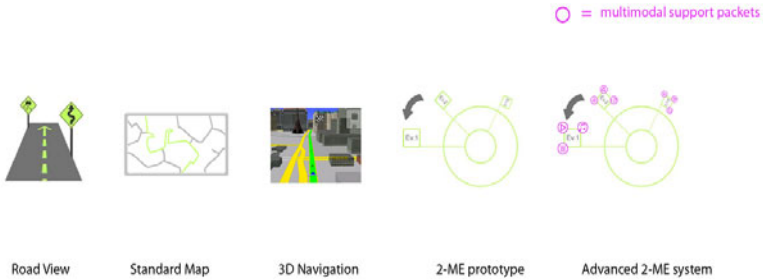 = multimodal support packets
Ex 1
Ex 1
Road View
Standard Map
3D Navigation
2-ME prototype
Advanced 2-ME system